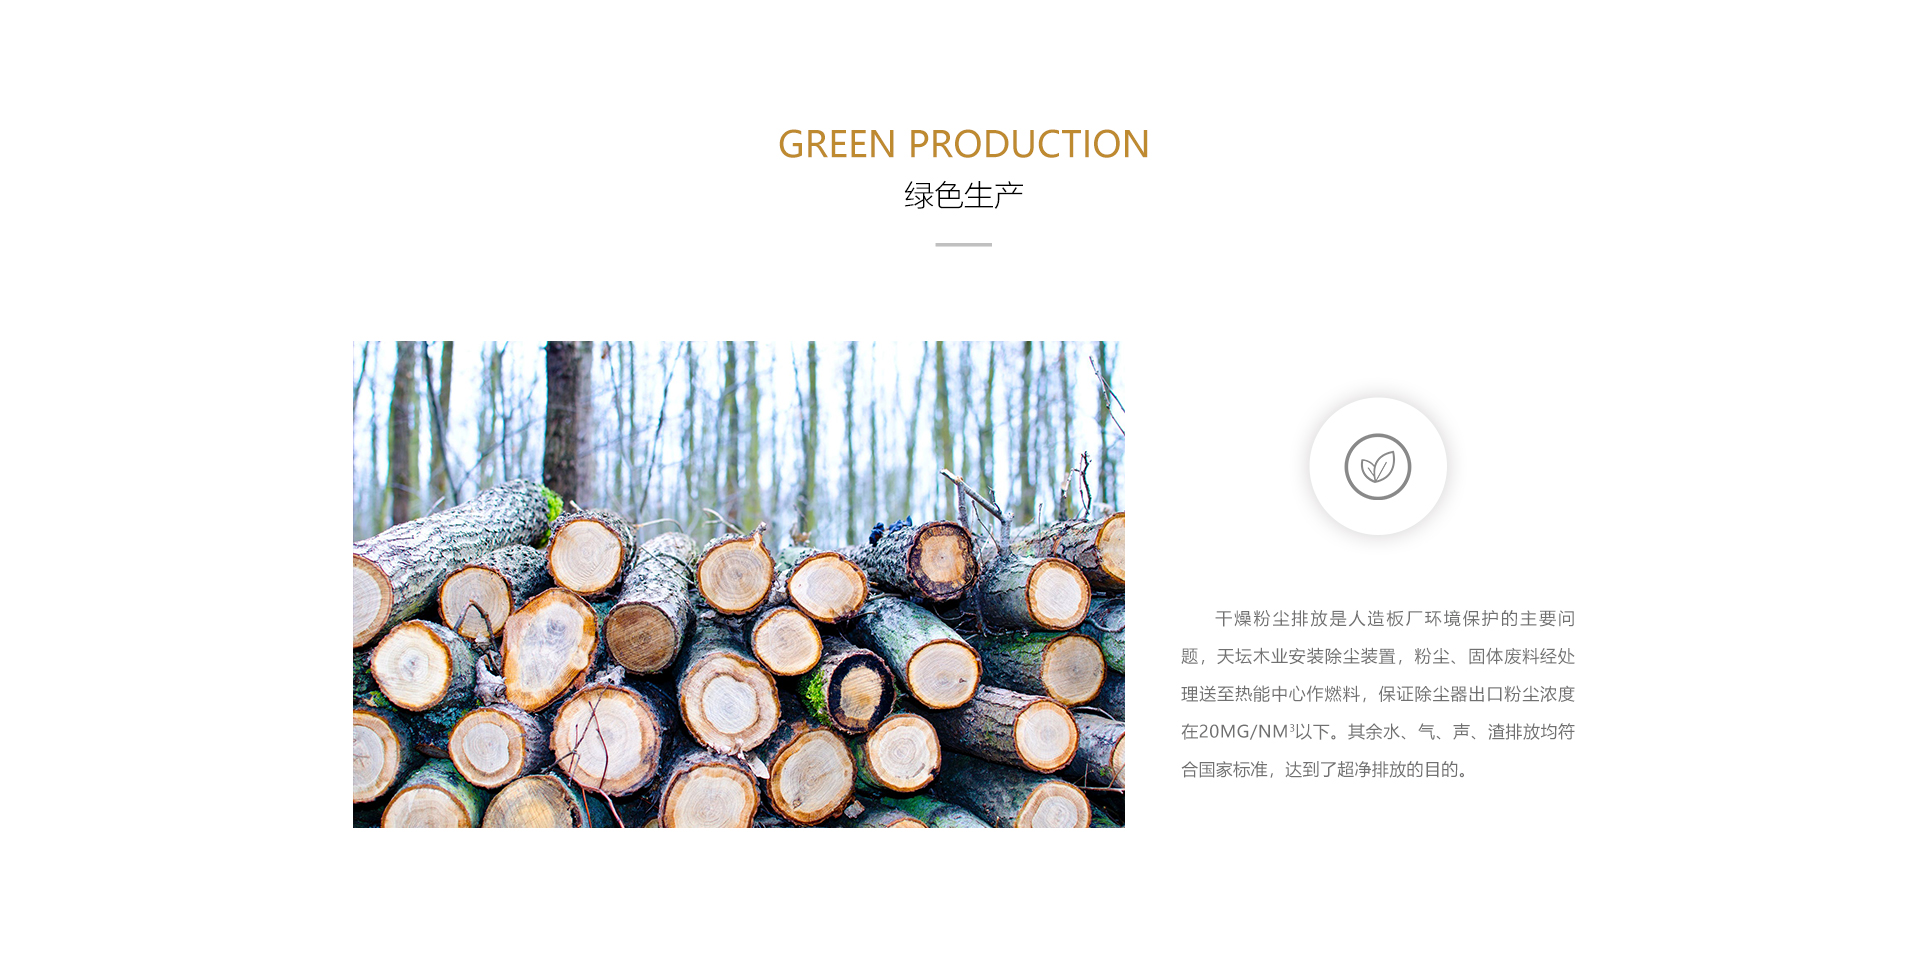 GREEN PRODUCTION
绿色生产
干燥粉尘排放是人造板厂环境保护的主要问
题，天坛木业安装除尘装置，粉尘、固体废料经处
理送至热能中心作燃料，保证除尘器出口粉尘浓度
在20MG/NM³以下。其余水、气、声、渣排放均符
合国家标准，达到了超净排放的目的。